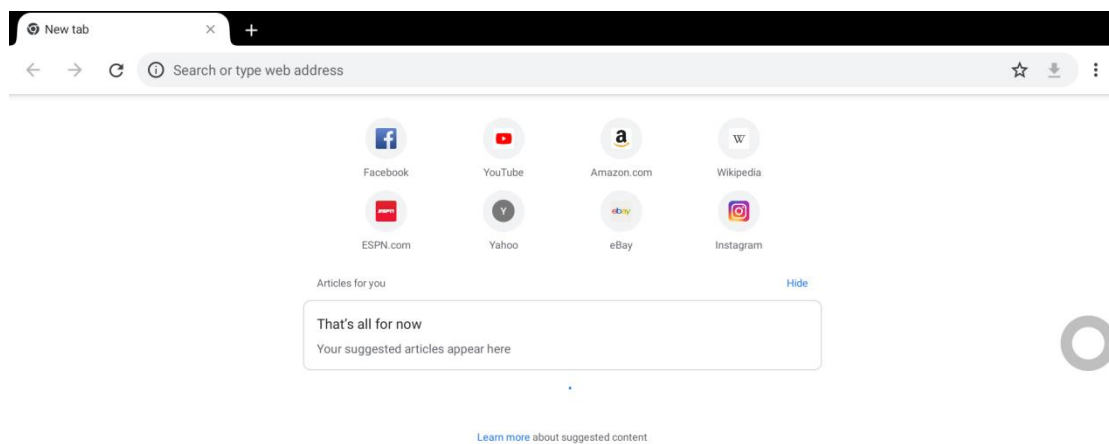 New tab
Search or type web address
Facebook YouTube Amazon.com Wikipedia
ESPN.com Yahoo eBay Instagram
Articles for you Hide
That's all for now
Your suggested articles appear here
Learn more about suggested content